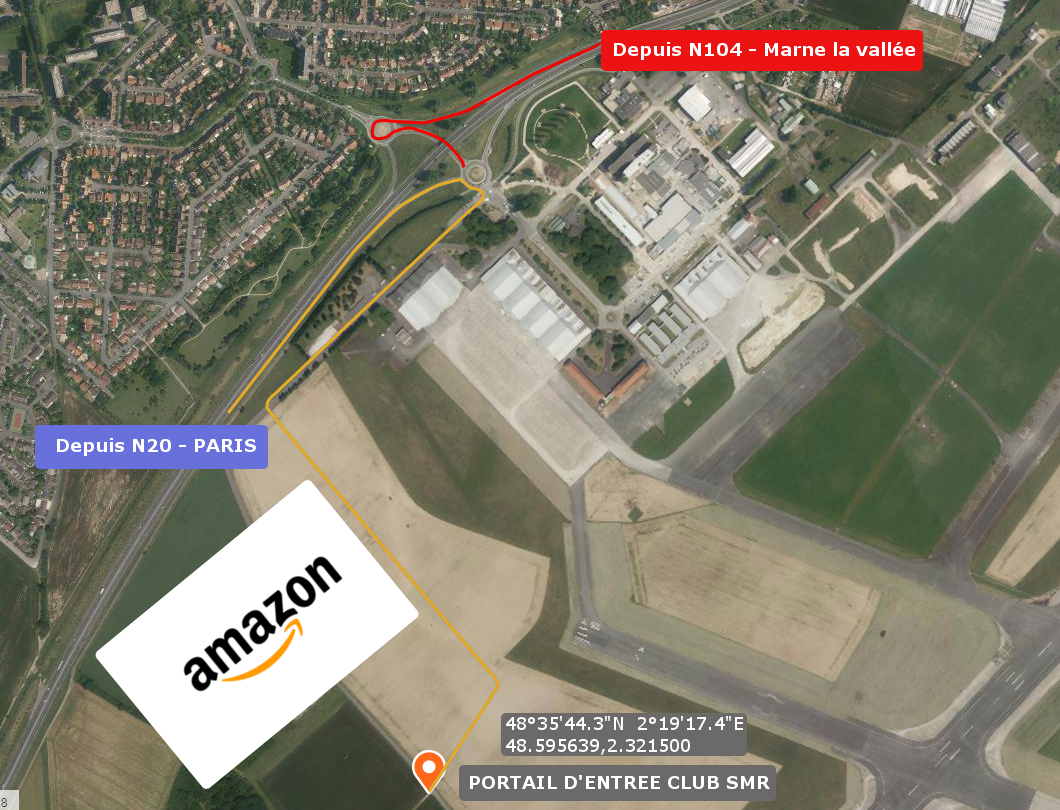 Depuis N104 - Marne la vallée
Depuis N20 - PARIS
amazon
48°35'44.3"N 2°19'17.4"E
48.595639,2.321500
PORTAIL D'ENTREE CLUB SMR
8